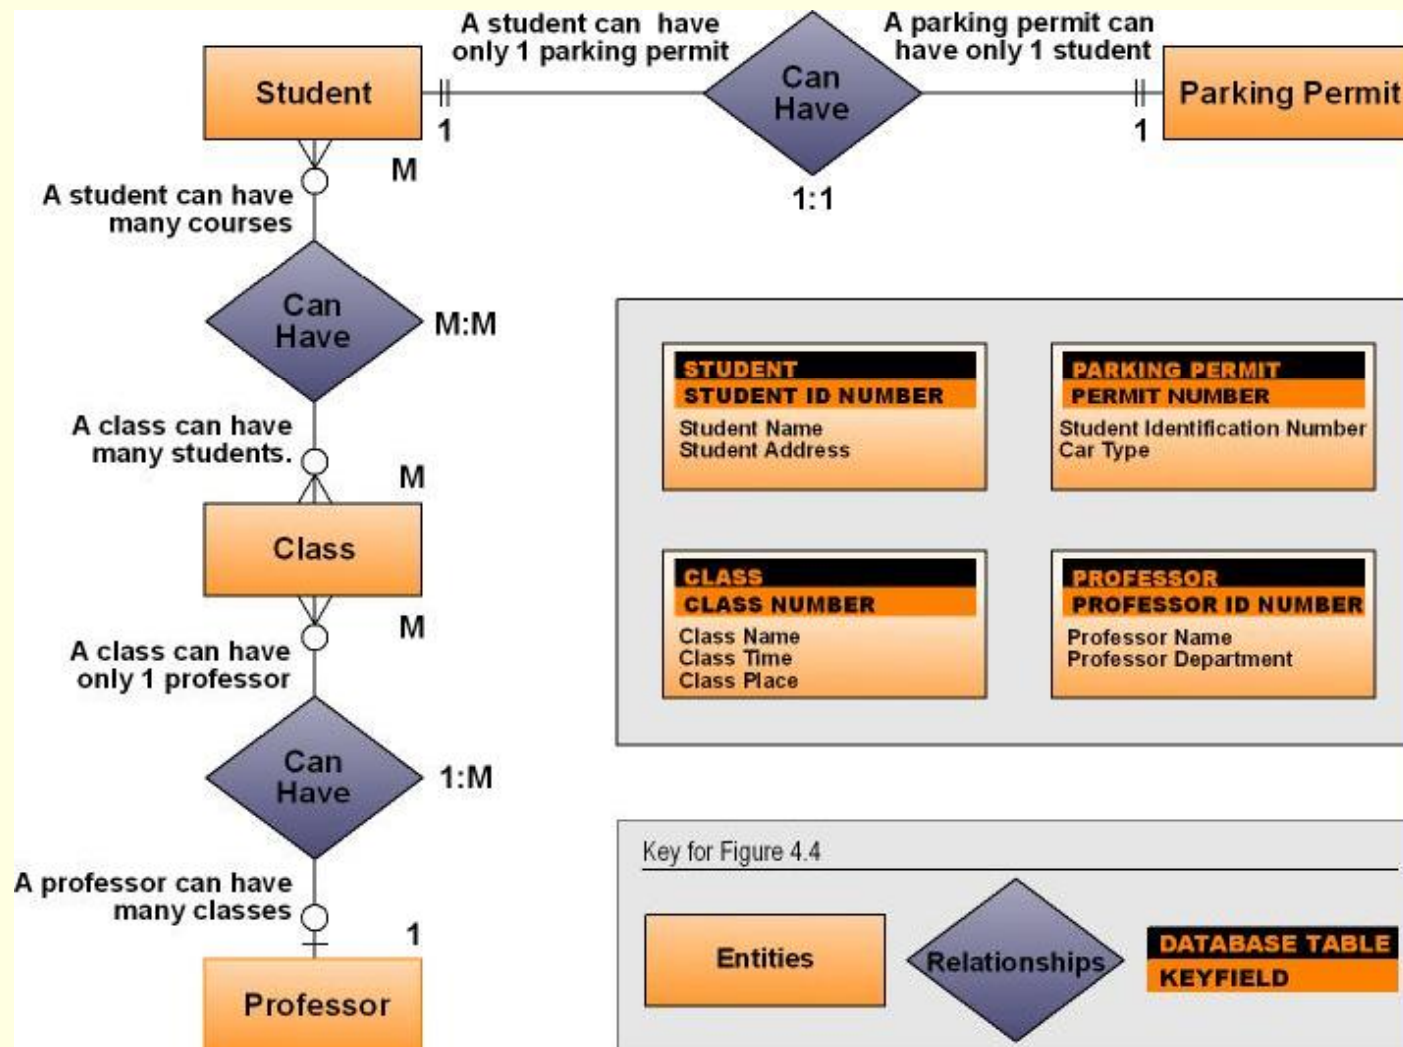 A student can have
only 1 parking permit
A parking permit can
have only 1 student
Student
Can
Have
Parking Permit
1
1
1:1
M
A student can have
many courses
Can
Have
M:M
A class can have
many students.
M
Class
M
A class can have
only 1 professor
Can
Have
1:M
A professor can have
many classes
1
Professor
STUDENT
STUDENT ID NUMBER
Student Name
Student Address
PARKING PERMIT
PERMIT NUMBER
Student Identification Number
Car Type
CLASS
CLASS NUMBER
Class Name
Class Time
Class Place
PROFESSOR
PROFESSOR ID NUMBER
Professor Name
Professor Department
Key for Figure 4.4
Entities
Relationships
DATABASE TABLE
KEYFIELD